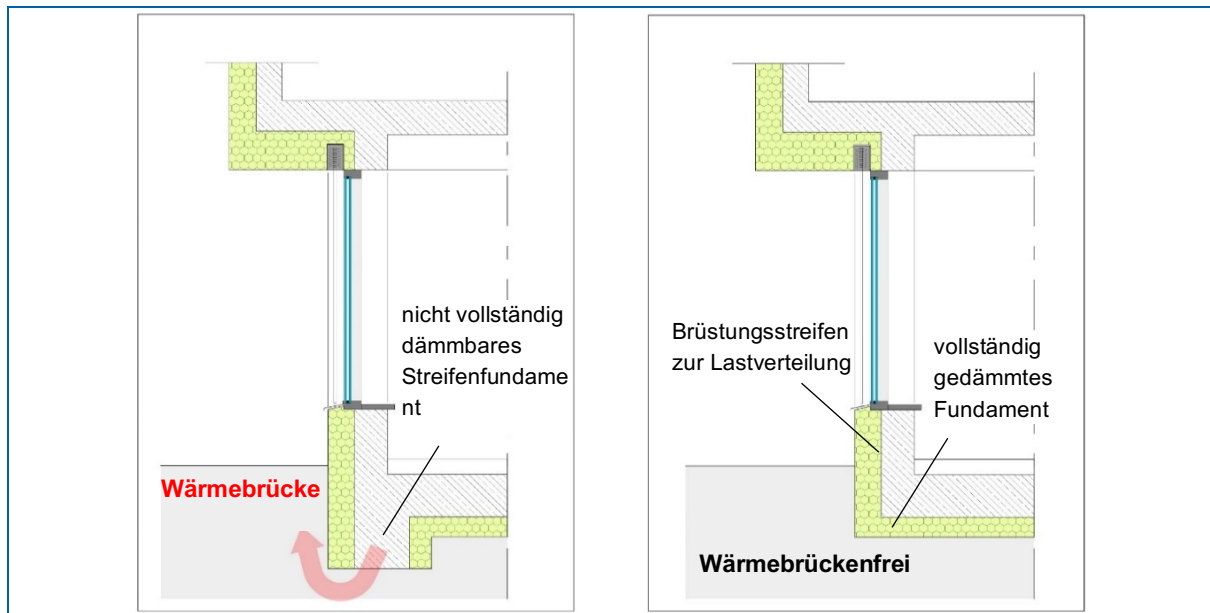 nicht vollständig
dämmbares
Streifenfundame
nt
Wärmebrücke
Brüstungsstreifen
zur Lastverteilung
vollständig
gedämmtes
Fundament
Wärmebrückenfrei